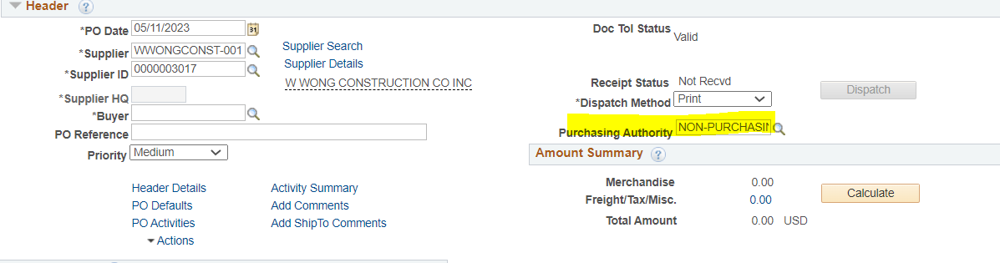 Header ?
*PO Date 05/11/2023 31
*Supplier WWONGCONST-001
Supplier Search
Supplier Details
*Supplier ID 0000003017
W WONG CONSTRUCTION CO INC
*Supplier HQ
*Buyer
PO Reference
Priority Medium
Header Details
Activity Summary
PO Defaults
Add Comments
PO Activities
Add ShipTo Comments
Actions
Doc Tol Status Valid
Receipt Status Not Recvd
Dispatch
*Dispatch Method Print
Purchasing Authority NON-PURCHASIN
Amount Summary ?
Merchandise 0.00
Calculate
Freight/Tax/Misc. 0.00
Total Amount 0.00 USD